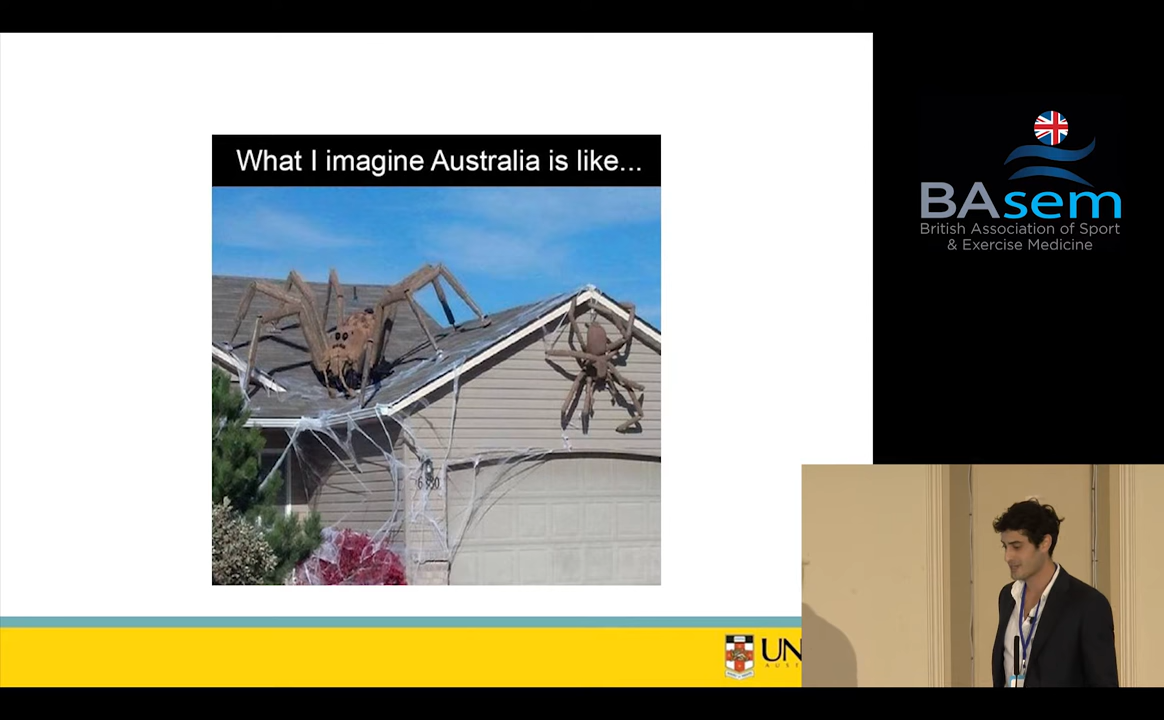 What I imagine Australia is like...
BAsem
British Association of Sport
& Exercise Medicine
UN